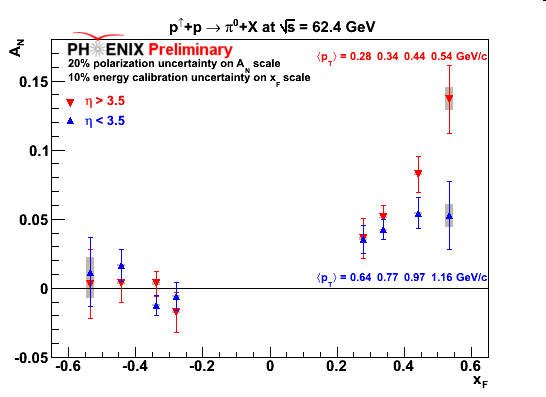 p↑+p → π⁰+X at √s = 62.4 GeV
A_N
PHENIX Preliminary
20% polarization uncertainty on A_N scale
10% energy calibration uncertainty on x_F scale
⟨p_T⟩ = 0.28 0.34 0.44 0.54 GeV/c
η > 3.5
η < 3.5
⟨p_T⟩ = 0.64 0.77 0.97 1.16 GeV/c
0.15
0.1
0.05
0
-0.05
-0.6 -0.4 -0.2 0 0.2 0.4 0.6
x_F